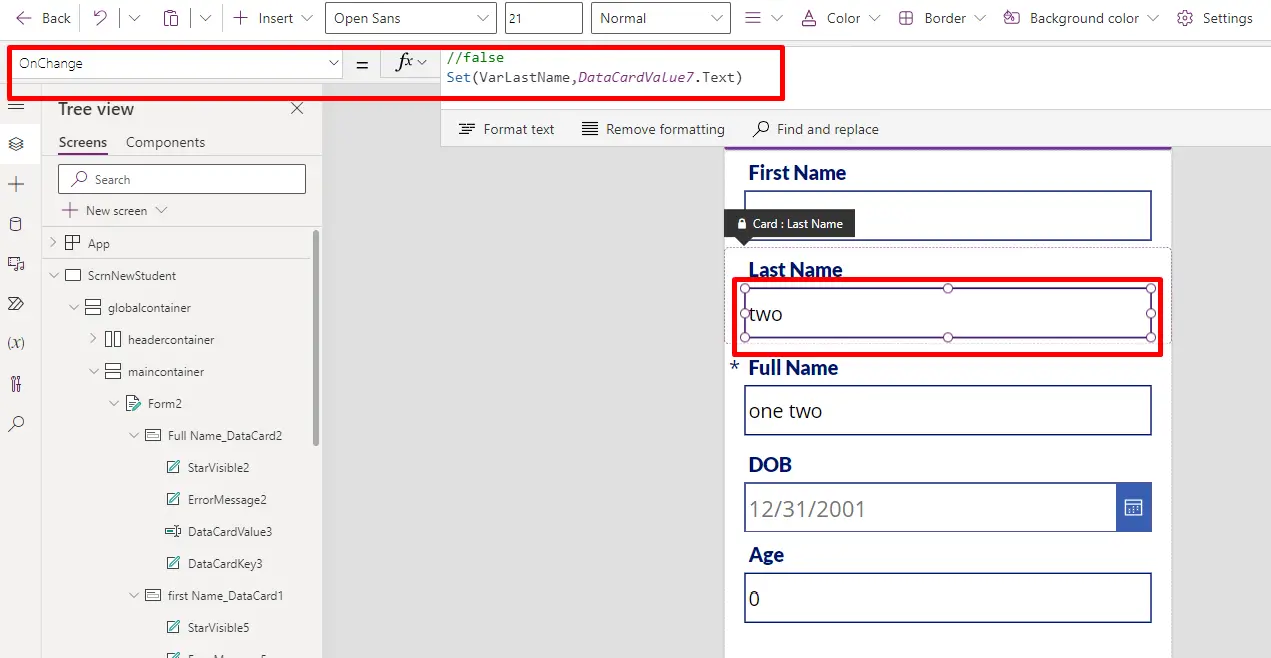 Back
Insert
Open Sans
21
Normal
Color
Border
Background color
Settings
OnChange
=
fx
//false
Set(VarLastName,DataCardValue7.Text)
Format text
Remove formatting
Find and replace
Tree view
Screens
Components
Search
New screen
App
ScrnNewStudent
globalcontainer
headercontainer
maincontainer
Form2
Full Name_DataCard2
StarVisible2
ErrorMessage2
DataCardValue3
DataCardKey3
first Name_DataCard1
StarVisible5
(x)
First Name
Card : Last Name
Last Name
two
* Full Name
one two
DOB
12/31/2001
Age
0